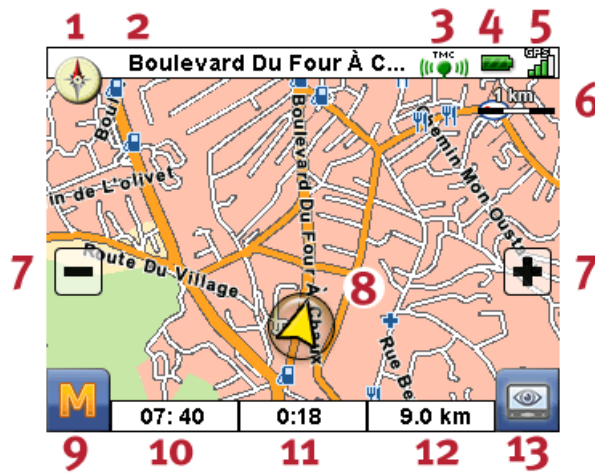 1 2 3 4 5
Boulevard Du Four À C... TMC GPS
1 km 6
Boul
Boulevard Du Four À Chaux
Chemin Mon Oust
in-de-L'olivet
Route Du Village
7 7
8
Rue Be
M
07:40 0:18 9.0 km
9 10 11 12 13